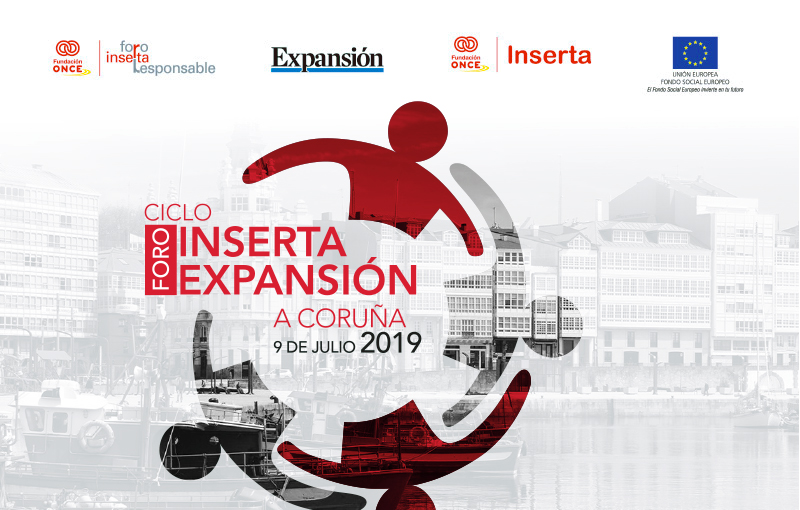 Fundación
ONCE
foro
inserta
responsable
Expansión
Fundación
ONCE
Inserta
UNIÓN EUROPEA
FONDO SOCIAL EUROPEO
El Fondo Social Europeo invierte en tu futuro
CICLO
FORO
INSERTA
EXPANSIÓN
A CORUÑA
9 DE JULIO 2019